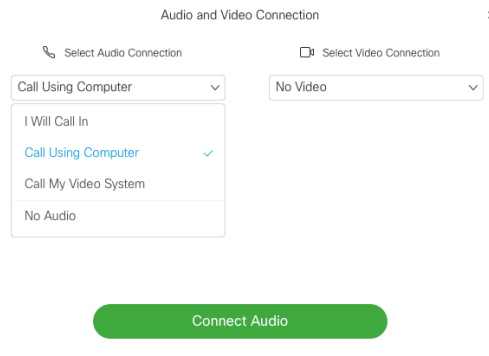 Audio and Video Connection
Select Audio Connection
Select Video Connection
Call Using Computer
No Video
I Will Call In
Call Using Computer
Call My Video System
No Audio
Connect Audio